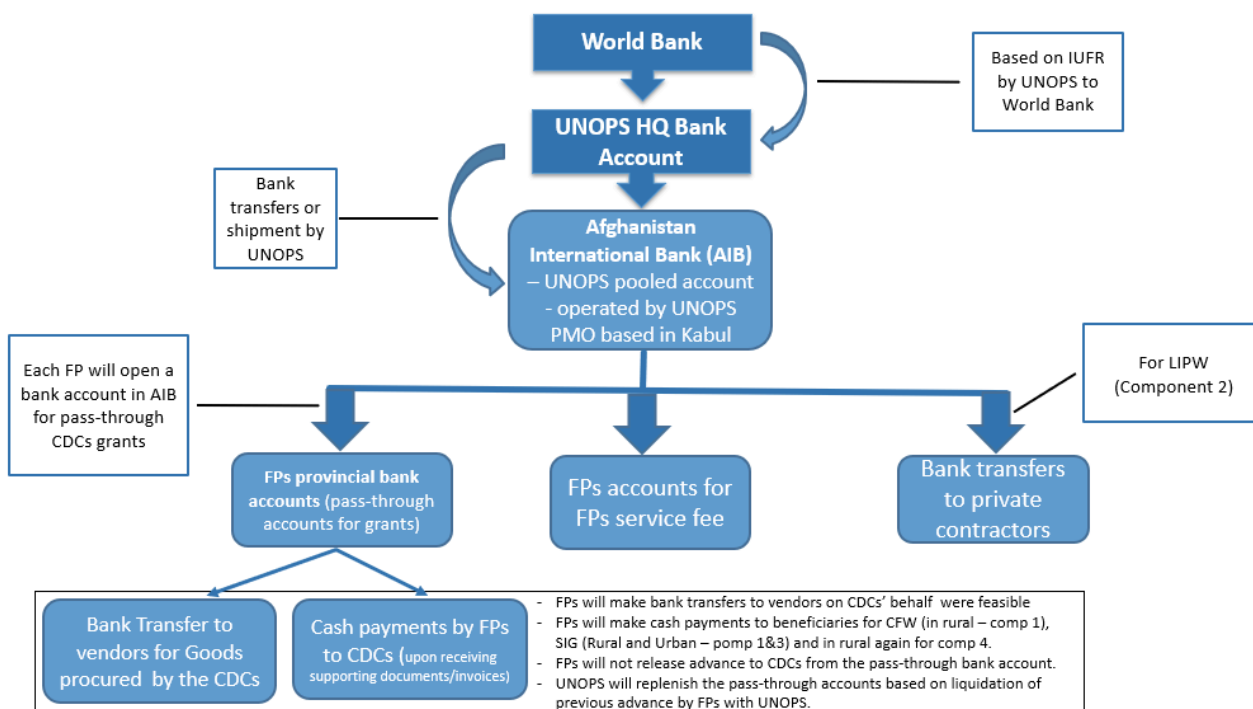 World Bank
Based on IUFR
by UNOPS to
World Bank
UNOPS HQ Bank
Account
Bank
transfers or
shipment by
UNOPS
Afghanistan
International Bank (AIB)
– UNOPS pooled account
- operated by UNOPS
PMO based in Kabul
Each FP will open a
bank account in AIB
for pass-through
CDCs grants
For LIPW
(Component 2)
FPs provincial bank
accounts (pass-through
accounts for grants)
FPs accounts for
FPs service fee
Bank transfers
to private
contractors
Bank Transfer to
vendors for Goods
procured by the CDCs
Cash payments by FPs
to CDCs (upon receiving
supporting documents/invoices)
- FPs will make bank transfers to vendors on CDCs' behalf were feasible
- FPs will make cash payments to beneficiaries for CFW (in rural – comp 1),
SIG (Rural and Urban – pomp 1&3) and in rural again for comp 4.
- FPs will not release advance to CDCs from the pass-through bank account.
- UNOPS will replenish the pass-through accounts based on liquidation of
previous advance by FPs with UNOPS.